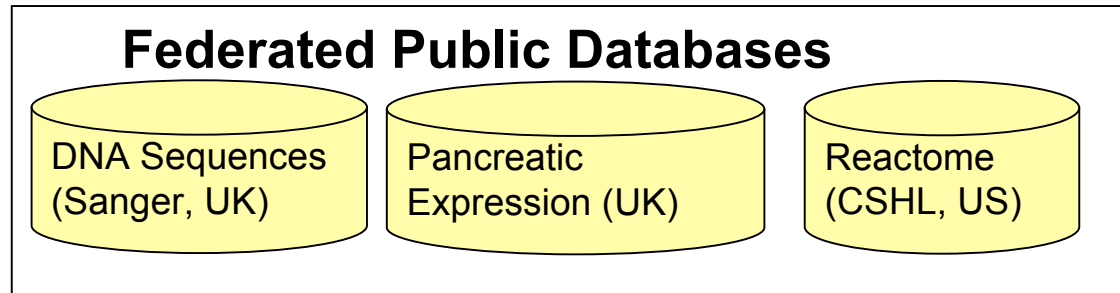 Federated Public Databases
DNA Sequences
(Sanger, UK)
Pancreatic
Expression (UK)
Reactome
(CSHL, US)